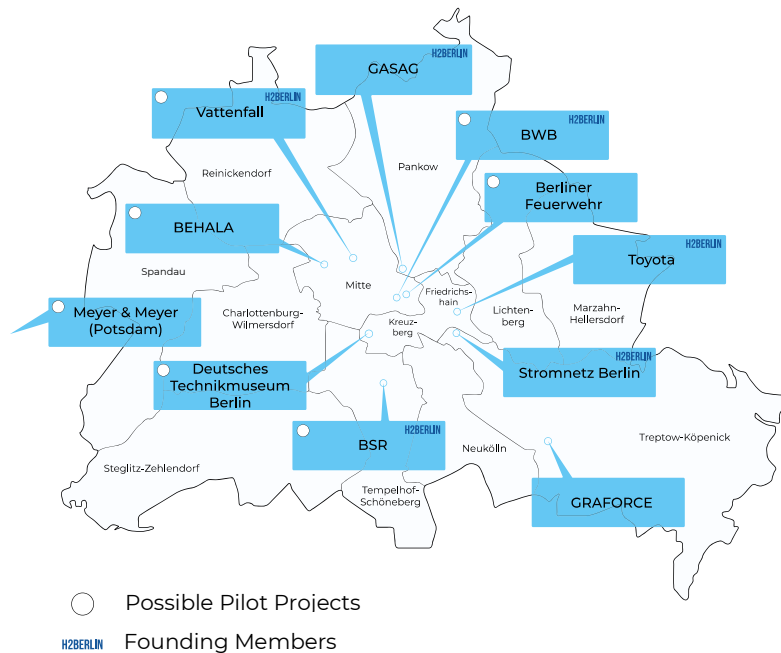 H2BERLIN
GASAG
H2BERLIN
Vattenfall
H2BERLIN
BWB
Pankow
Reinickendorf
Berliner
Feuerwehr
BEHALA
H2BERLIN
Toyota
Spandau
Mitte
Friedrichs-
hain
Lichten-
berg
Marzahn-
Hellersdorf
Meyer & Meyer
(Potsdam)
Charlottenburg-
Wilmersdorf
Kreuz-
berg
Deutsches
Technikmuseum
Berlin
H2BERLIN
Stromnetz Berlin
H2BERLIN
BSR
Neukölln
Treptow-Köpenick
Steglitz-Zehlendorf
Tempelhof-
Schöneberg
GRAFORCE
Possible Pilot Projects
H2BERLIN Founding Members